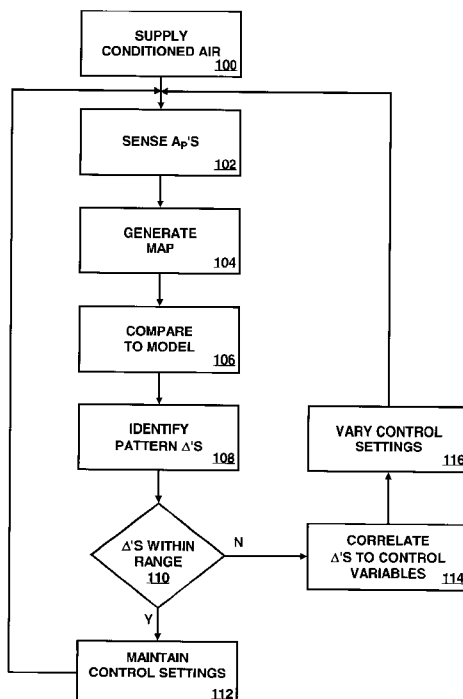 SUPPLY
CONDITIONED AIR
100
SENSE AP'S
102
GENERATE
MAP
104
COMPARE
TO MODEL
106
IDENTIFY
PATTERN Δ'S
108
Δ'S WITHIN
RANGE
110
N
Y
MAINTAIN
CONTROL SETTINGS
112
VARY CONTROL
SETTINGS
116
CORRELATE
Δ'S TO CONTROL
VARIABLES
114